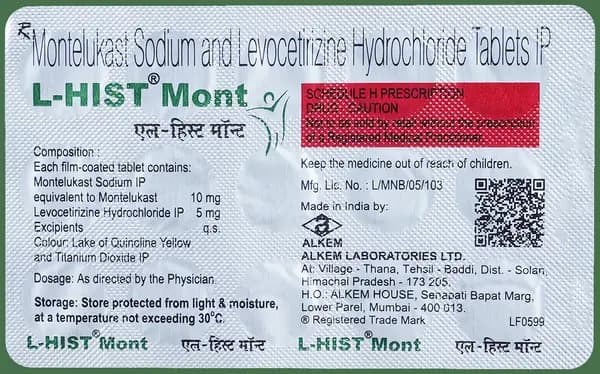 Rx Montelukast Sodium and Levocetirizine Hydrochloride Tablets IP
L-HIST® Mont
एल-हिस्ट मॉन्ट
Composition :
Each film-coated tablet contains:
Montelukast Sodium IP
equivalent to Montelukast 10 mg
Levocetirizine Hydrochloride IP 5 mg
Excipients q.s.
Colour: Lake of Quinoline Yellow
and Titanium Dioxide IP
Dosage: As directed by the Physician.
Storage: Store protected from light & moisture,
at a temperature not exceeding 30°C.
SCHEDULE H PRESCRIPTION
DRUG - CAUTION
Not to be sold by retail without the prescription
of a Registered Medical Practitioner.
Keep the medicine out of reach of children.
Mfg. Lic. No. : L/MNB/05/103
Made in India by:
ALKEM
ALKEM LABORATORIES LTD.
At: Village - Thana, Tehsil - Baddi, Dist. - Solan,
Himachal Pradesh - 173 205.
H.O.: ALKEM HOUSE, Senapati Bapat Marg,
Lower Parel, Mumbai - 400 013.
® Registered Trade Mark LF0599
L-HIST® Mont एल-हिस्ट मॉन्ट L-HIST® Mont एल-हिस्ट मॉन्ट